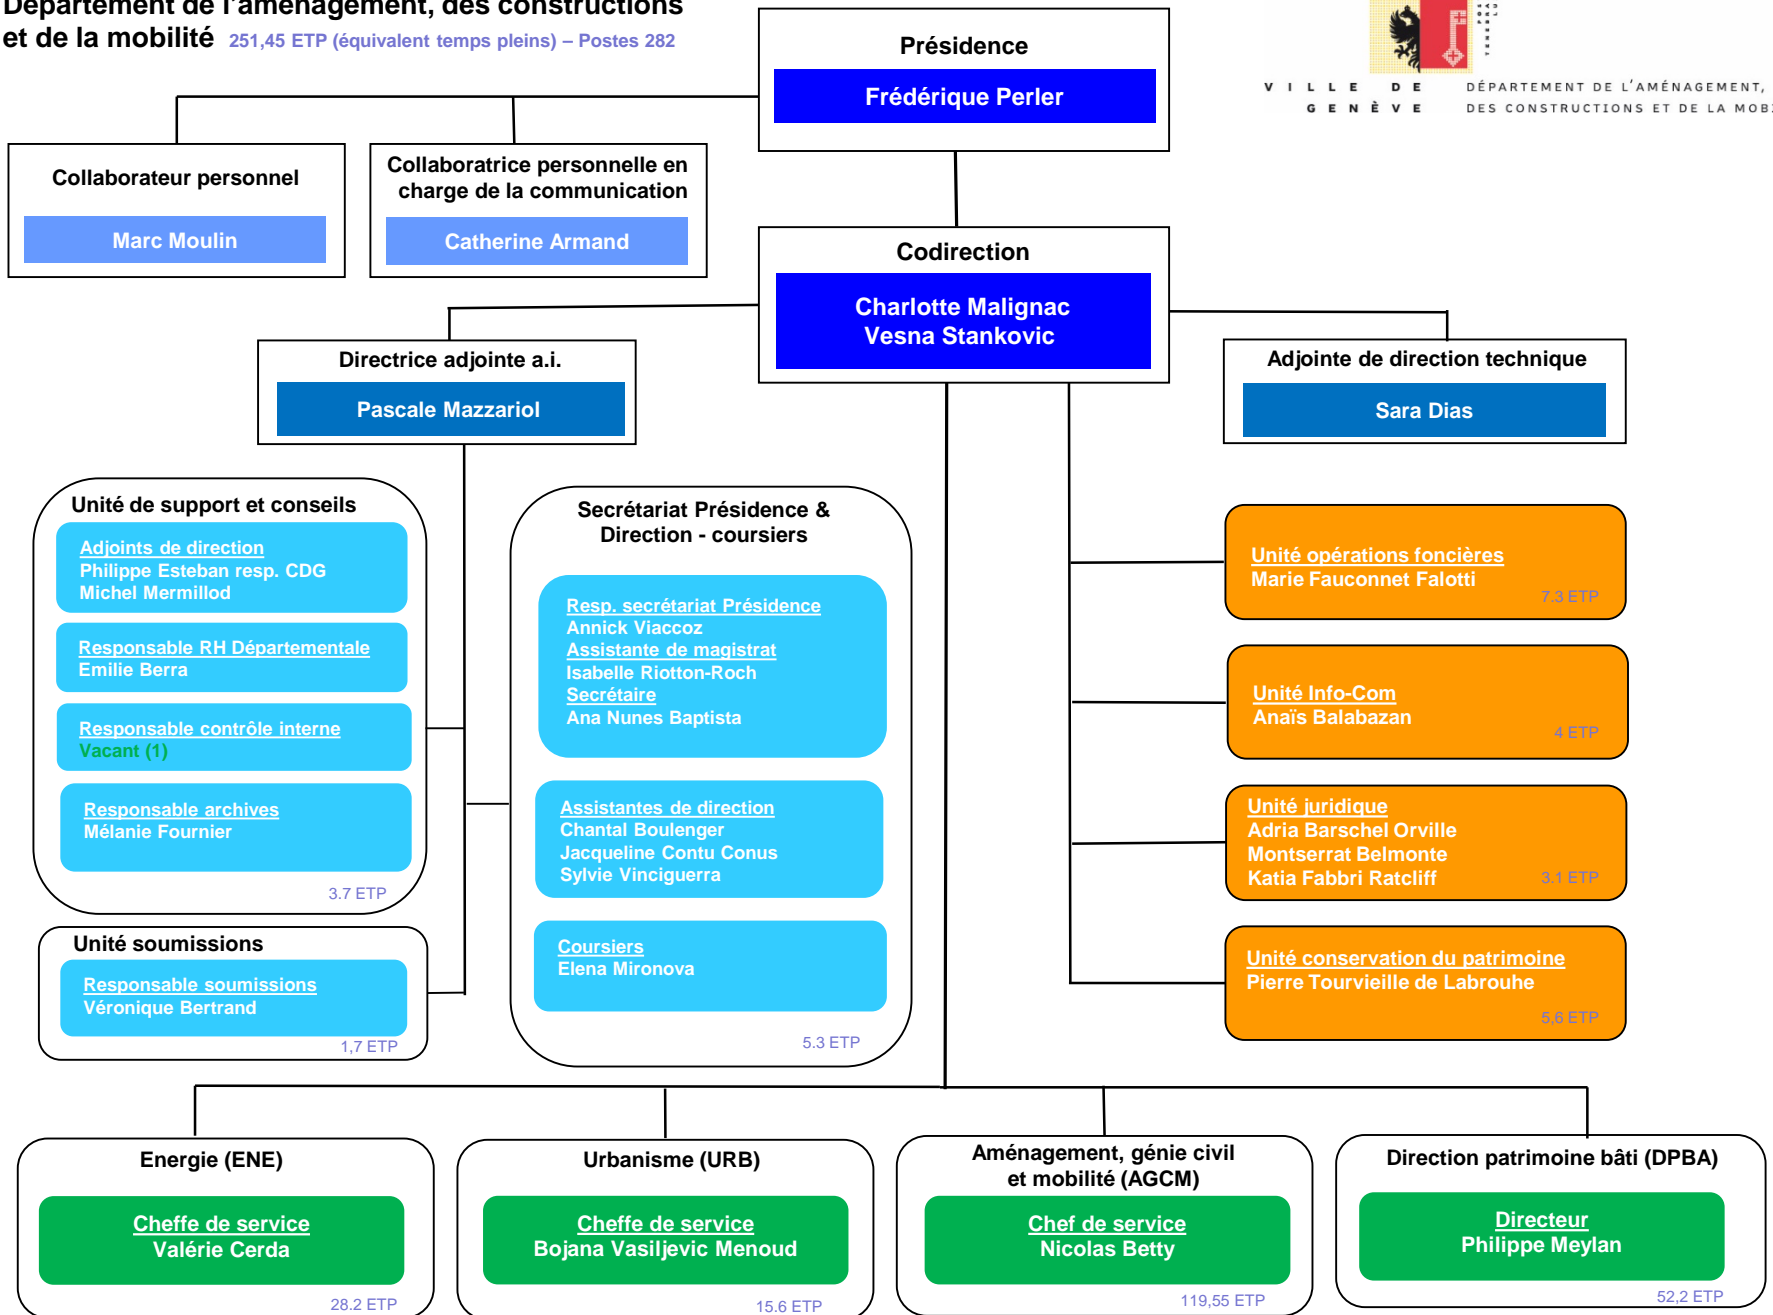 Département de l'aménagement, des constructions
et de la mobilité 251,45 ETP (équivalent temps pleins) – Postes 282
VILLE DE
GENÈVE
DÉPARTEMENT DE L'AMÉNAGEMENT,
DES CONSTRUCTIONS ET DE LA
Présidence
Frédérique Perler
Collaborateur personnel
Marc Moulin
Collaboratrice personnelle en
charge de la communication
Catherine Armand
Codirection
Charlotte Malignac
Vesna Stankovic
Directrice adjointe a.i.
Pascale Mazzariol
Adjointe de direction technique
Sara Dias
Unité de support et conseils
Adjoints de direction
Philippe Esteban resp. CDG
Michel Mermillod
Responsable RH Départementale
Emilie Berra
Responsable contrôle interne
Vacant (1)
Responsable archives
Mélanie Fournier
3.7 ETP
Unité soumissions
Responsable soumissions
Véronique Bertrand
1,7 ETP
Secrétariat Présidence &
Direction - coursiers
Resp. secrétariat Présidence
Annick Viaccoz
Assistante de magistrat
Isabelle Riotton-Roch
Secrétaire
Ana Nunes Baptista
Assistantes de direction
Chantal Boulenger
Jacqueline Contu Conus
Sylvie Vinciguerra
Coursiers
Elena Mironova
5.3 ETP
Unité opérations foncières
Marie Fauconnet Falotti
7.3 ETP
Unité Info-Com
Anaïs Balabazan
4 ETP
Unité juridique
Adria Barschel Orville
Montserrat Belmonte
Katia Fabbri Ratcliff
3.1 ETP
Unité conservation du patrimoine
Pierre Tourvieille de Labrouhe
5,6 ETP
Energie (ENE)
Cheffe de service
Valérie Cerda
28.2 ETP
Urbanisme (URB)
Cheffe de service
Bojana Vasiljevic Menoud
15.6 ETP
Aménagement, génie civil
et mobilité (AGCM)
Chef de service
Nicolas Betty
119,55 ETP
Direction patrimoine bâti (DPBA)
Directeur
Philippe Meylan
52,2 ETP